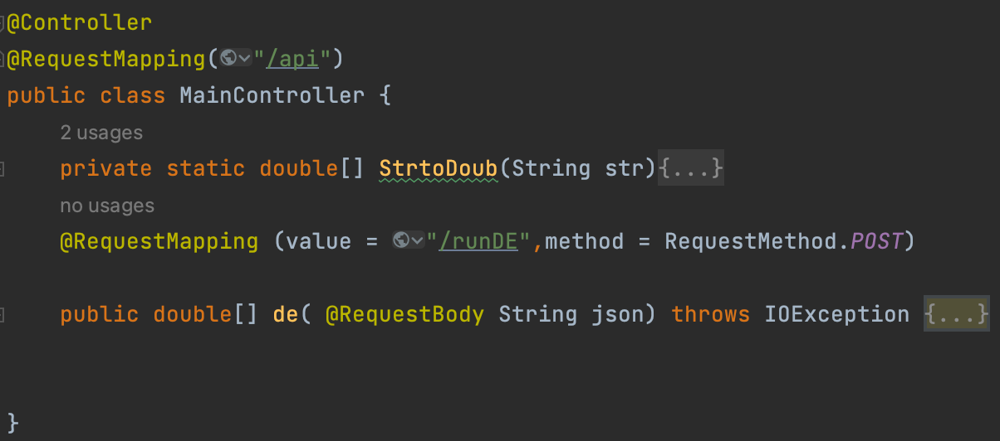 @Controller
@RequestMapping("/api")
public class MainController {
2 usages
private static double[] StrtoDoub(String str){...}
no usages
@RequestMapping (value = "/runDE",method = RequestMethod.POST)
public double[] de( @RequestBody String json) throws IOException {...}
}